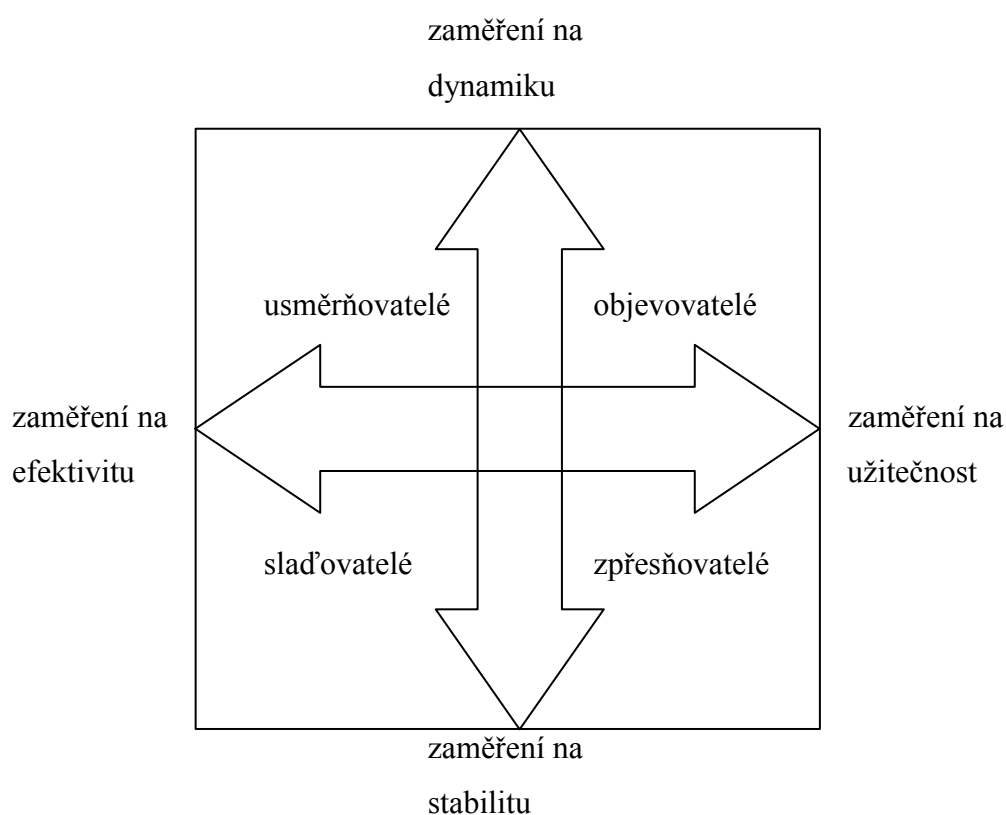 zaměření na
dynamiku
usměrňovatelé
objevovatelé
zaměření na
efektivitu
zaměření na
užitečnost
slaďovatelé
zpřesňovatelé
zaměření na
stabilitu